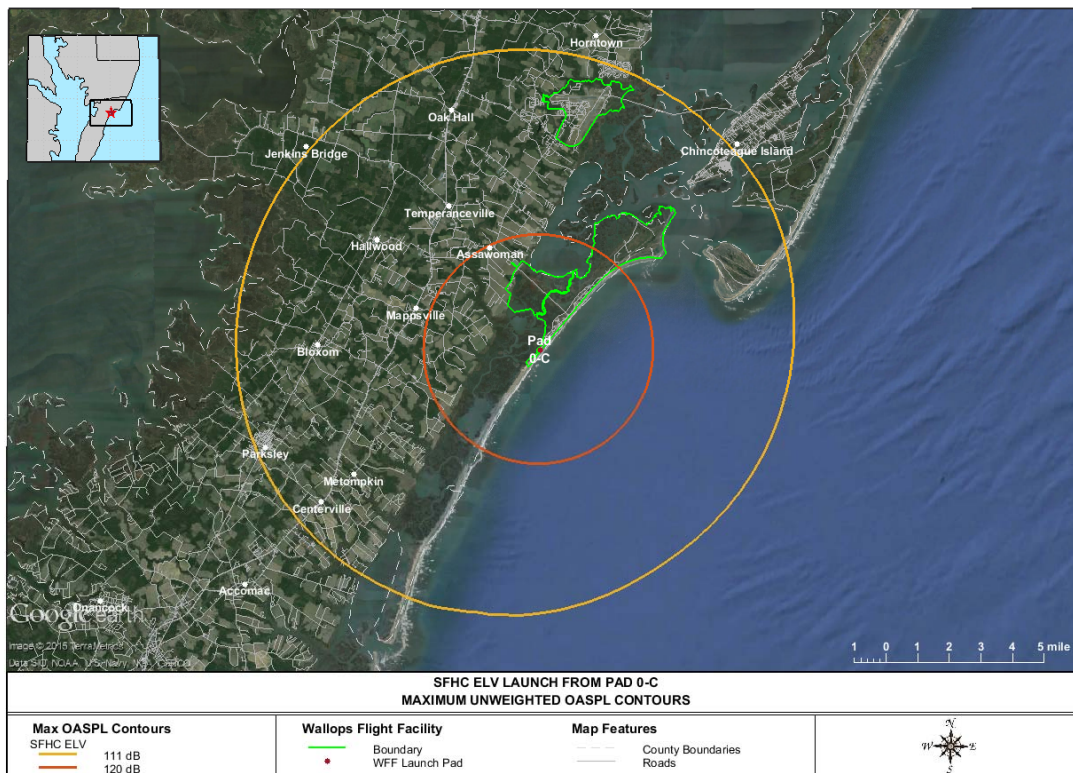 Horntown
Oak Hall
Jenkins Bridge
Chincoteague Island
Temperanceville
Hallwood
Assawoman
Mappsville
Pad
0-C
Bloxom
Parksley
Metompkin
Centerville
Accomac
Onancock
Google earth
Image © 2015 TerraMetrics
Data SIO, NOAA, U.S. Navy, NGA, GEBCO
1 0 1 2 3 4 5 mile
SFHC ELV LAUNCH FROM PAD 0-C
MAXIMUM UNWEIGHTED OASPL CONTOURS
Max OASPL Contours
SFHC ELV
111 dB
120 dB
Wallops Flight Facility
Boundary
WFF Launch Pad
Map Features
County Boundaries
Roads
N
W E
S